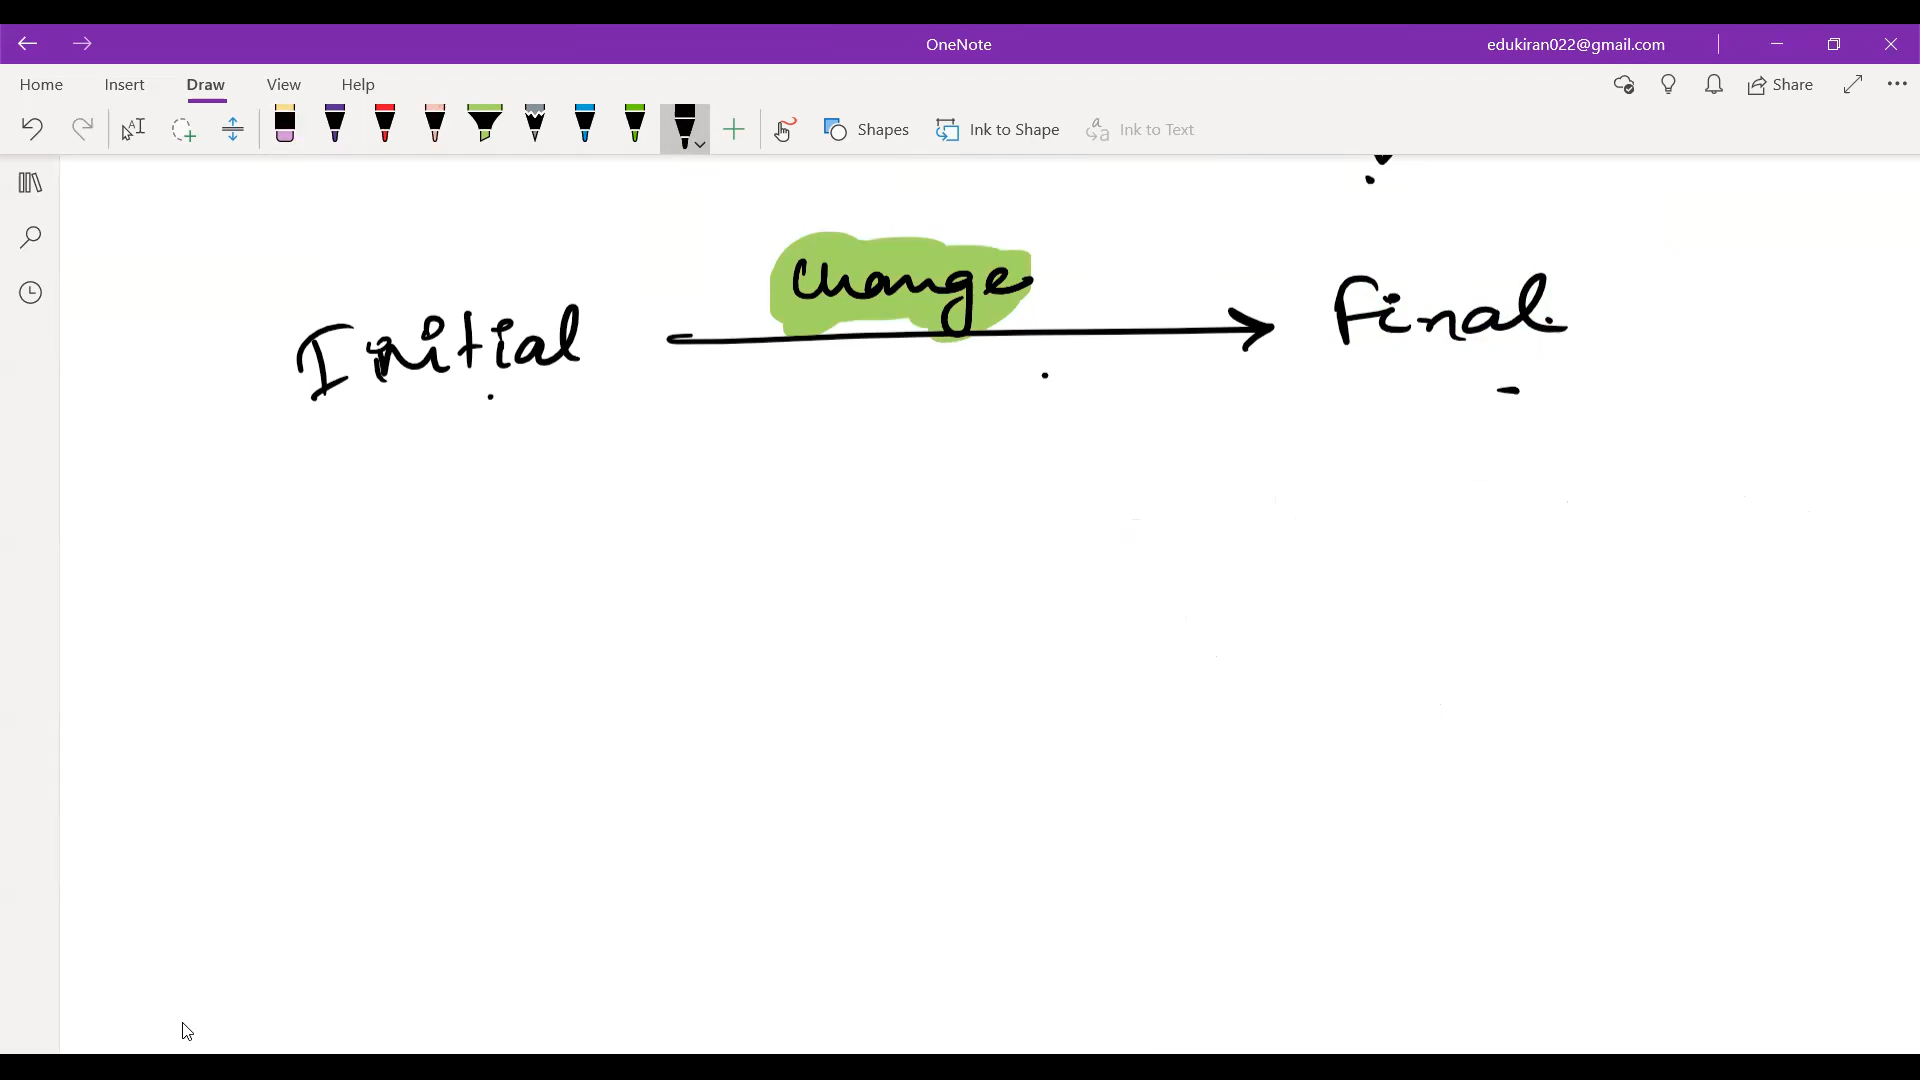 OneNote
edukiran022@gmail.com
Home Insert Draw View Help
Share
Shapes Ink to Shape Ink to Text
change
Initial
Final.